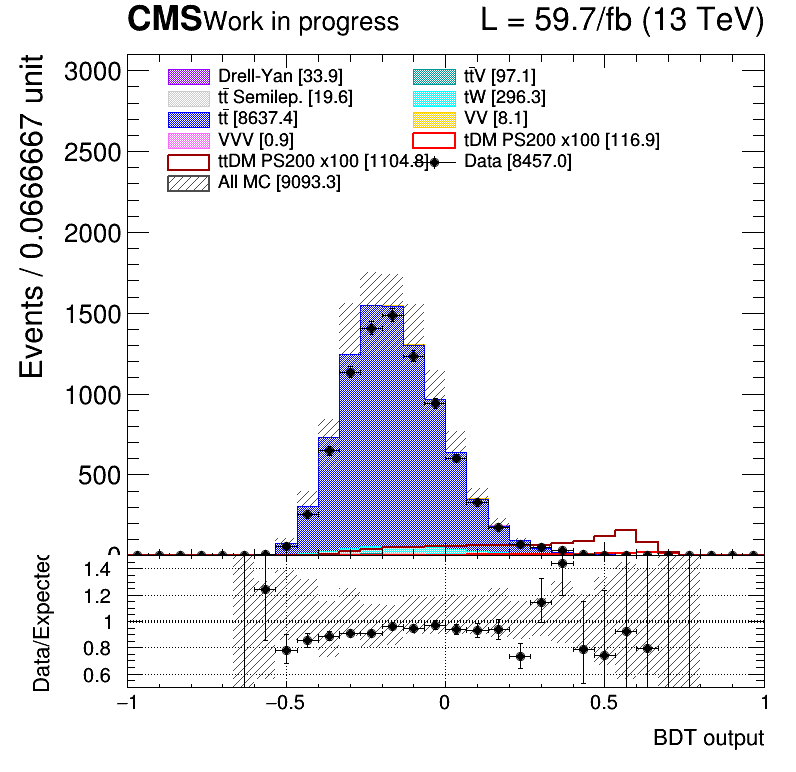 CMS Work in progress L = 59.7/fb (13 TeV)
Events / 0.0666667 unit
3000
2500
2000
1500
1000
500
0
Drell-Yan [33.9]
tt̄V [97.1]
tt̄ Semilep. [19.6]
tW [296.3]
tt̄ [8637.4]
VV [8.1]
VVV [0.9]
tDM PS200 x100 [116.9]
ttDM PS200 x100 [1104.8]
Data [8457.0]
All MC [9093.3]
Data/Expected
1.4
1.2
1
0.8
0.6
−1 −0.5 0 0.5 1
BDT output